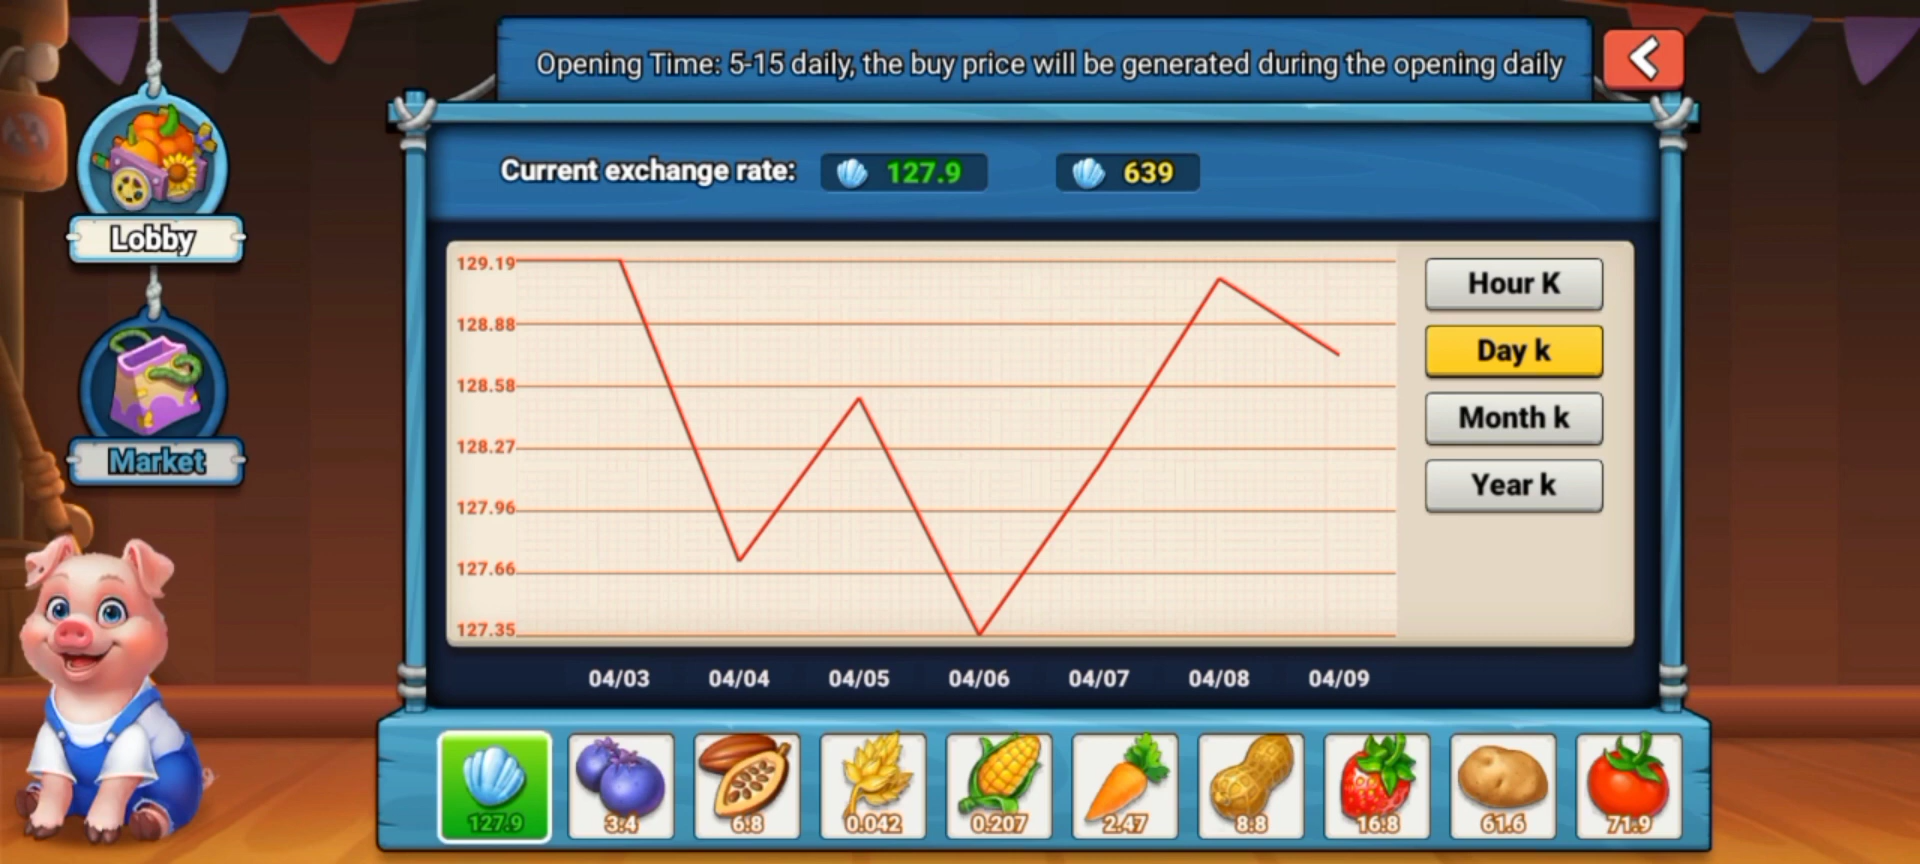 Opening Time: 5-15 daily, the buy price will be generated during the opening daily
Lobby
Market
Current exchange rate: 127.9 639
129.19
128.88
128.58
128.27
127.96
127.66
127.35
04/03 04/04 04/05 04/06 04/07 04/08 04/09
Hour K
Day k
Month k
Year k
127.9 3.4 6.8 0.042 0.207 2.47 8.8 16.8 61.6 71.9